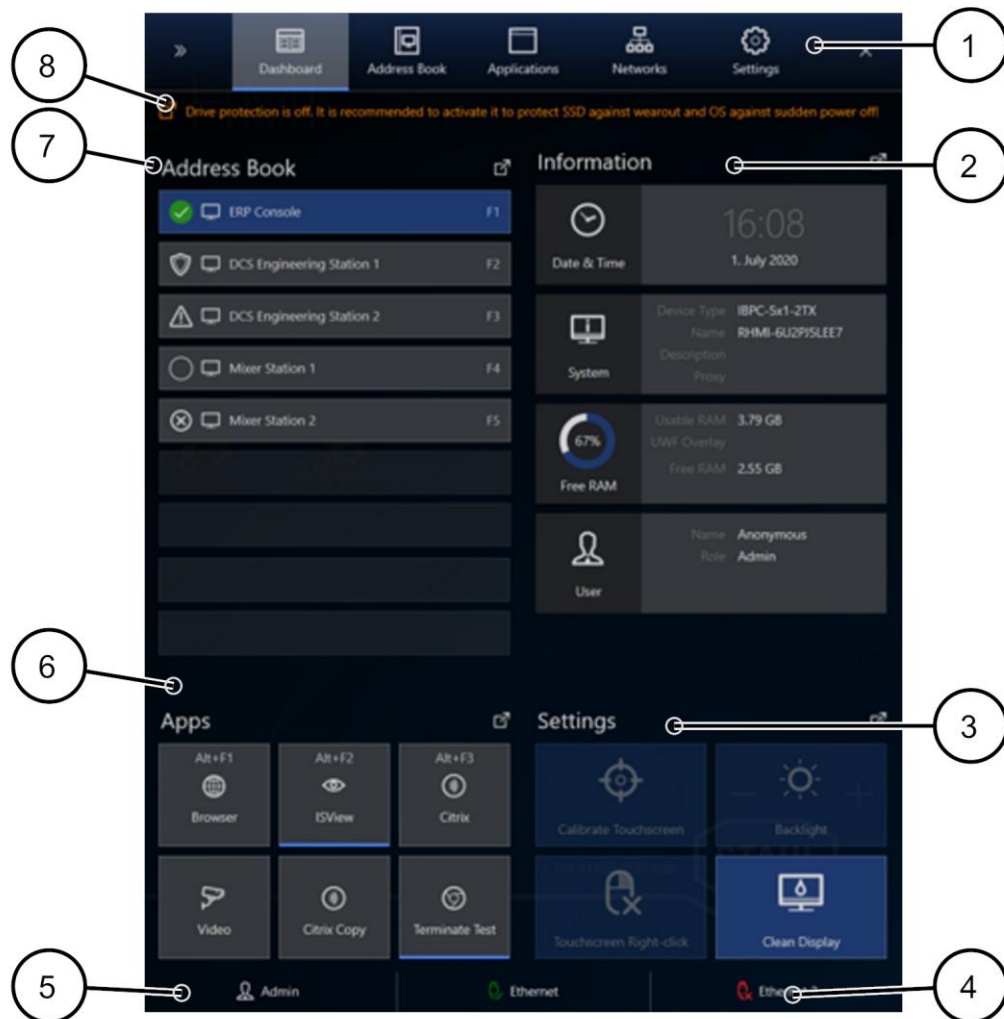 1
8
Dashboard
Address Book
Applications
Networks
Settings
Drive protection is off. It is recommended to activate it to protect SSD against wearout and OS against sudden power off!
7
Address Book
Information
2
ERP Console F1
DCS Engineering Station 1 F2
DCS Engineering Station 2 F3
Mixer Station 1 F4
Mixer Station 2 F5
Date & Time
16:08
1. July 2020
System
Device Type IBPC-5x1-2TX
Name RHMI-6U2PJSLEE7
Description
Proxy
67%
Free RAM
Usable RAM 3.79 GB
UWF Overlay
Free RAM 2.55 GB
User
Name Anonymous
Role Admin
6
Apps
Settings
3
Alt+F1 Alt+F2 Alt+F3
Browser ISView Citrix
Video Citrix Copy Terminate Test
Calibrate Touchscreen
Backlight
Touchscreen Right-click
Clean Display
5
Admin
Ethernet
4